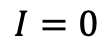 I = 0